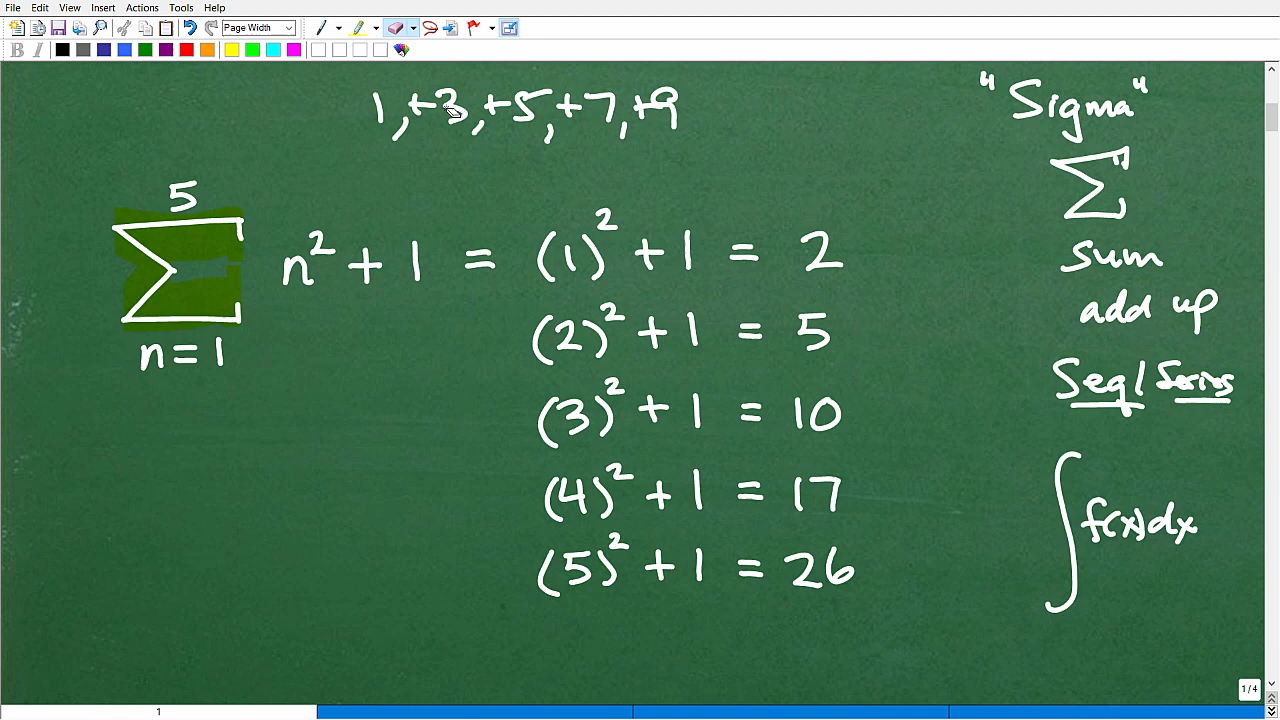 File Edit View Insert Actions Tools Help
Page Width
B I
1, +3, +5, +7, +9
"Sigma"
∑
sum
add up
Seq/Series
∫ f(x)dx
5
∑ n² + 1 = (1)² + 1 = 2
n = 1
(2)² + 1 = 5
(3)² + 1 = 10
(4)² + 1 = 17
(5)² + 1 = 26
1/4
1